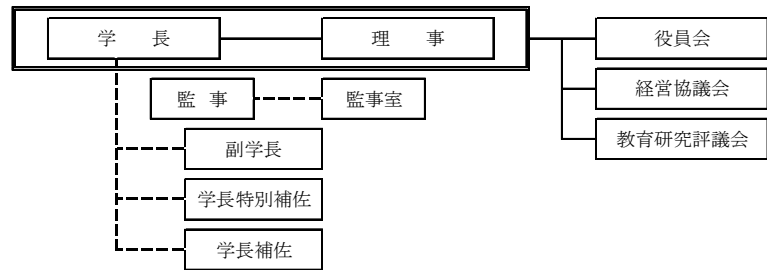 学 長
理 事
役員会
経営協議会
監 事
監事室
教育研究評議会
副学長
学長特別補佐
学長補佐